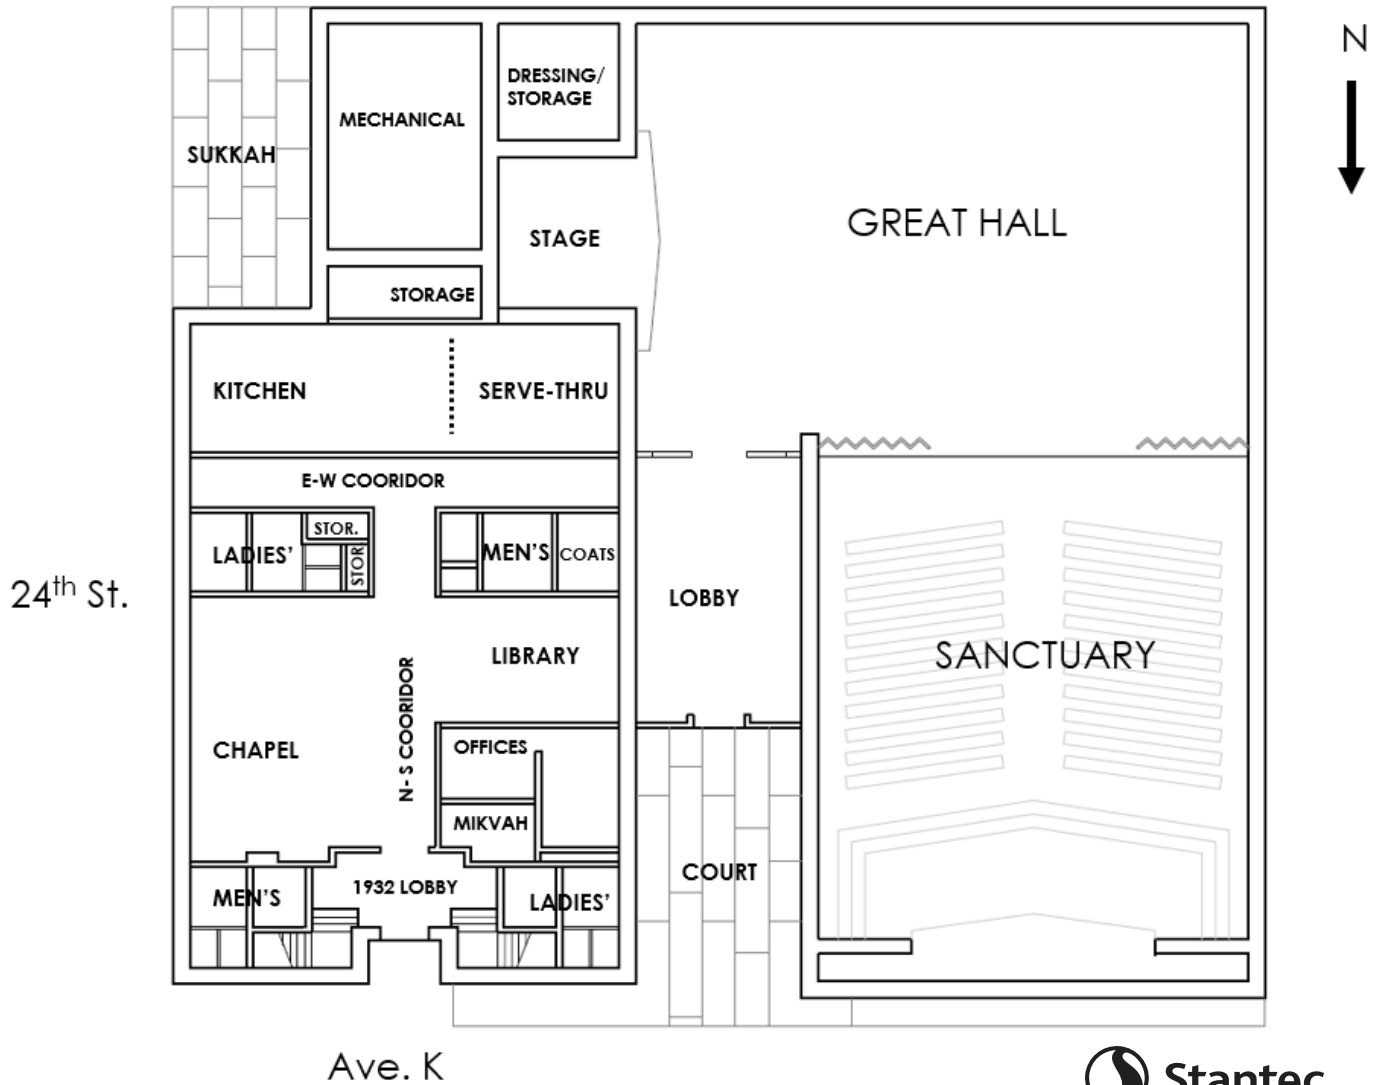 N
DRESSING/
STORAGE
MECHANICAL
SUKKAH
GREAT HALL
STAGE
STORAGE
KITCHEN
SERVE-THRU
E-W COORIDOR
STOR.
LADIES'
STOR
MEN'S
COATS
24th St.
LOBBY
LIBRARY
SANCTUARY
N- S COORIDOR
CHAPEL
OFFICES
MIKVAH
COURT
1932 LOBBY
MEN'S
LADIES'
Ave. K
Stantec